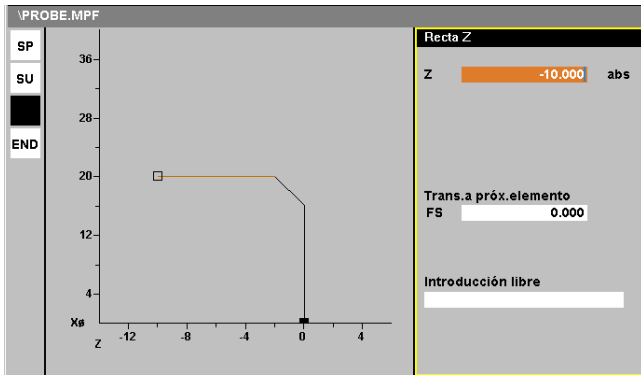 \PROBE.MPF
SP
SU
END
36
28
20
12
4
Xø
Z
-12 -8 -4 0 4
Recta Z
Z -10.000 abs
Trans.a próx.elemento
FS 0.000
Introducción libre